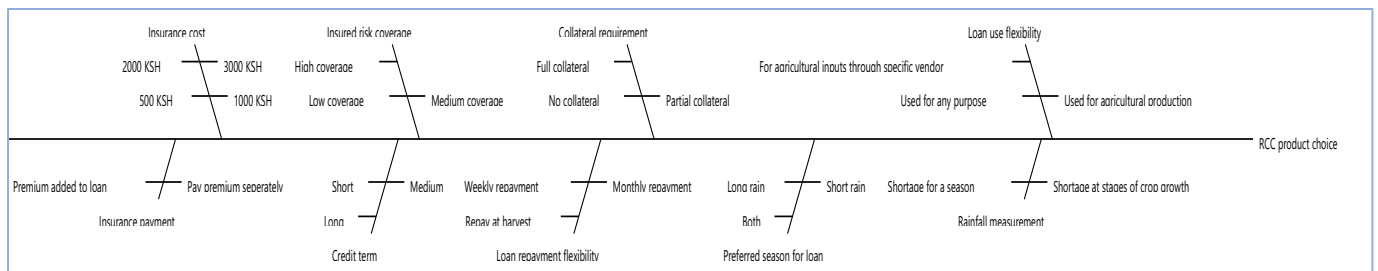 Insurance cost
Insured risk coverage
Collateral requirement
Loan use flexibility
2000 KSH
3000 KSH
High coverage
Full collateral
For agricultural inputs through specific vendor
500 KSH
1000 KSH
Low coverage
Medium coverage
No collateral
Partial collateral
Used for any purpose
Used for agricultural production
RCC product choice
Premium added to loan
Pay premium seperately
Short
Medium
Weekly repayment
Monthly repayment
Long rain
Short rain
Shortage for a season
Shortage at stages of crop growth
Insurance payment
Long
Repay at harvest
Both
Rainfall measurement
Credit term
Loan repayment flexibility
Preferred season for loan